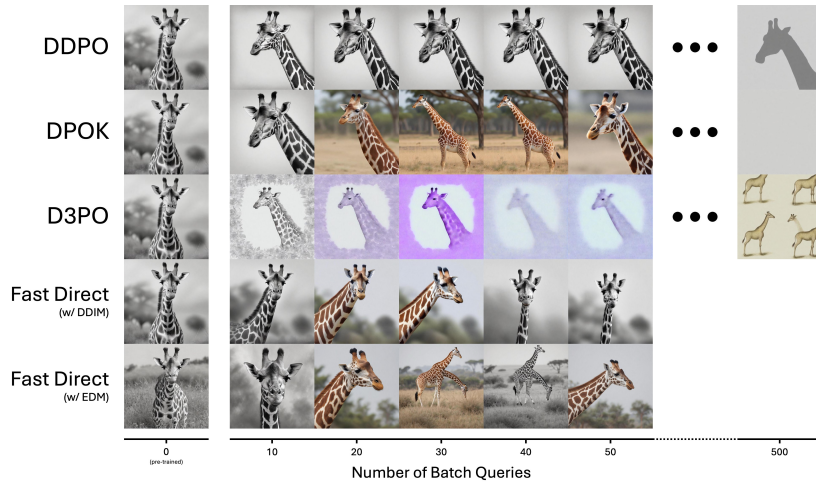 DDPO
DPOK
D3PO
Fast Direct
(w/ DDIM)
Fast Direct
(w/ EDM)
0 10 20 30 40 50 500
(pre-trained)
Number of Batch Queries